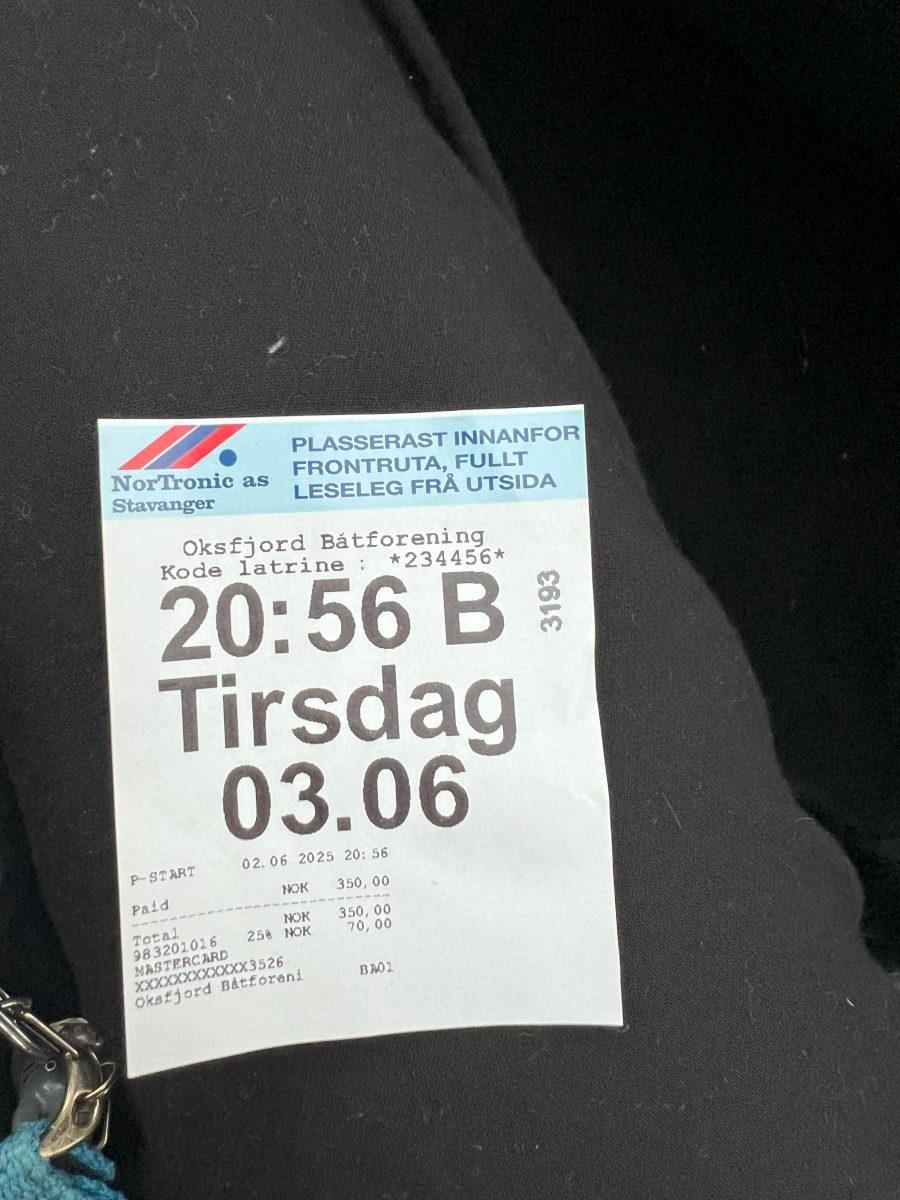 NorTronic as
Stavanger
PLASSERAST INNANFOR
FRONTRUTA, FULLT
LESELEG FRÅ UTSIDA
Oksfjord Båtforening
Kode latrine : *234456*
20:56 B
3193
Tirsdag
03.06
P-START 02.06 2025 20:56
Paid NOK 350,00
Total NOK 350,00
983201016 25% NOK 70,00
MASTERCARD
XXXXXXXXXXXX3526
Oksfjord Båtforeni BA01